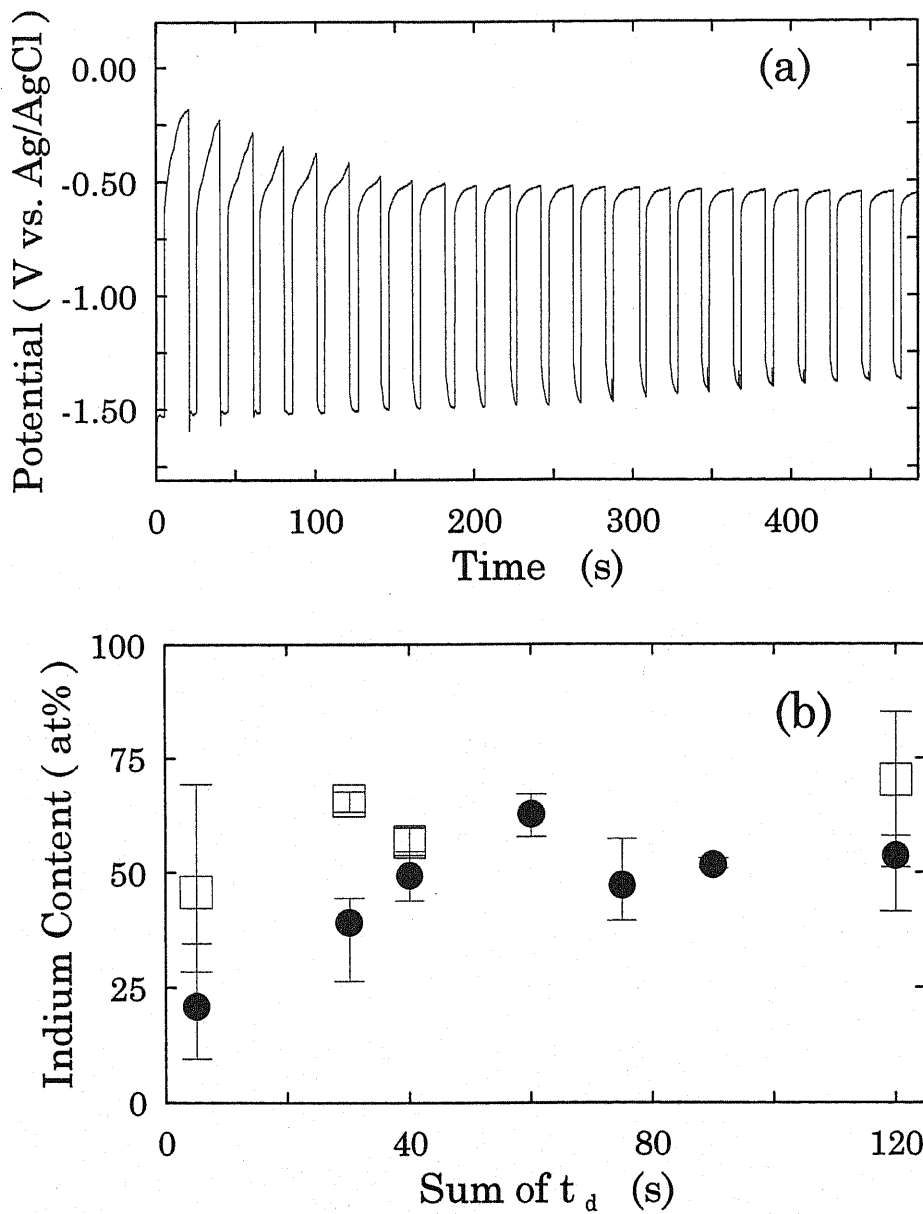 Potential ( V vs. Ag/AgCl )
0.00
-0.50
-1.00
-1.50
(a)
0 100 200 300 400
Time (s)
Indium Content ( at% )
100
75
50
25
0
(b)
0 40 80 120
Sum of t d (s)